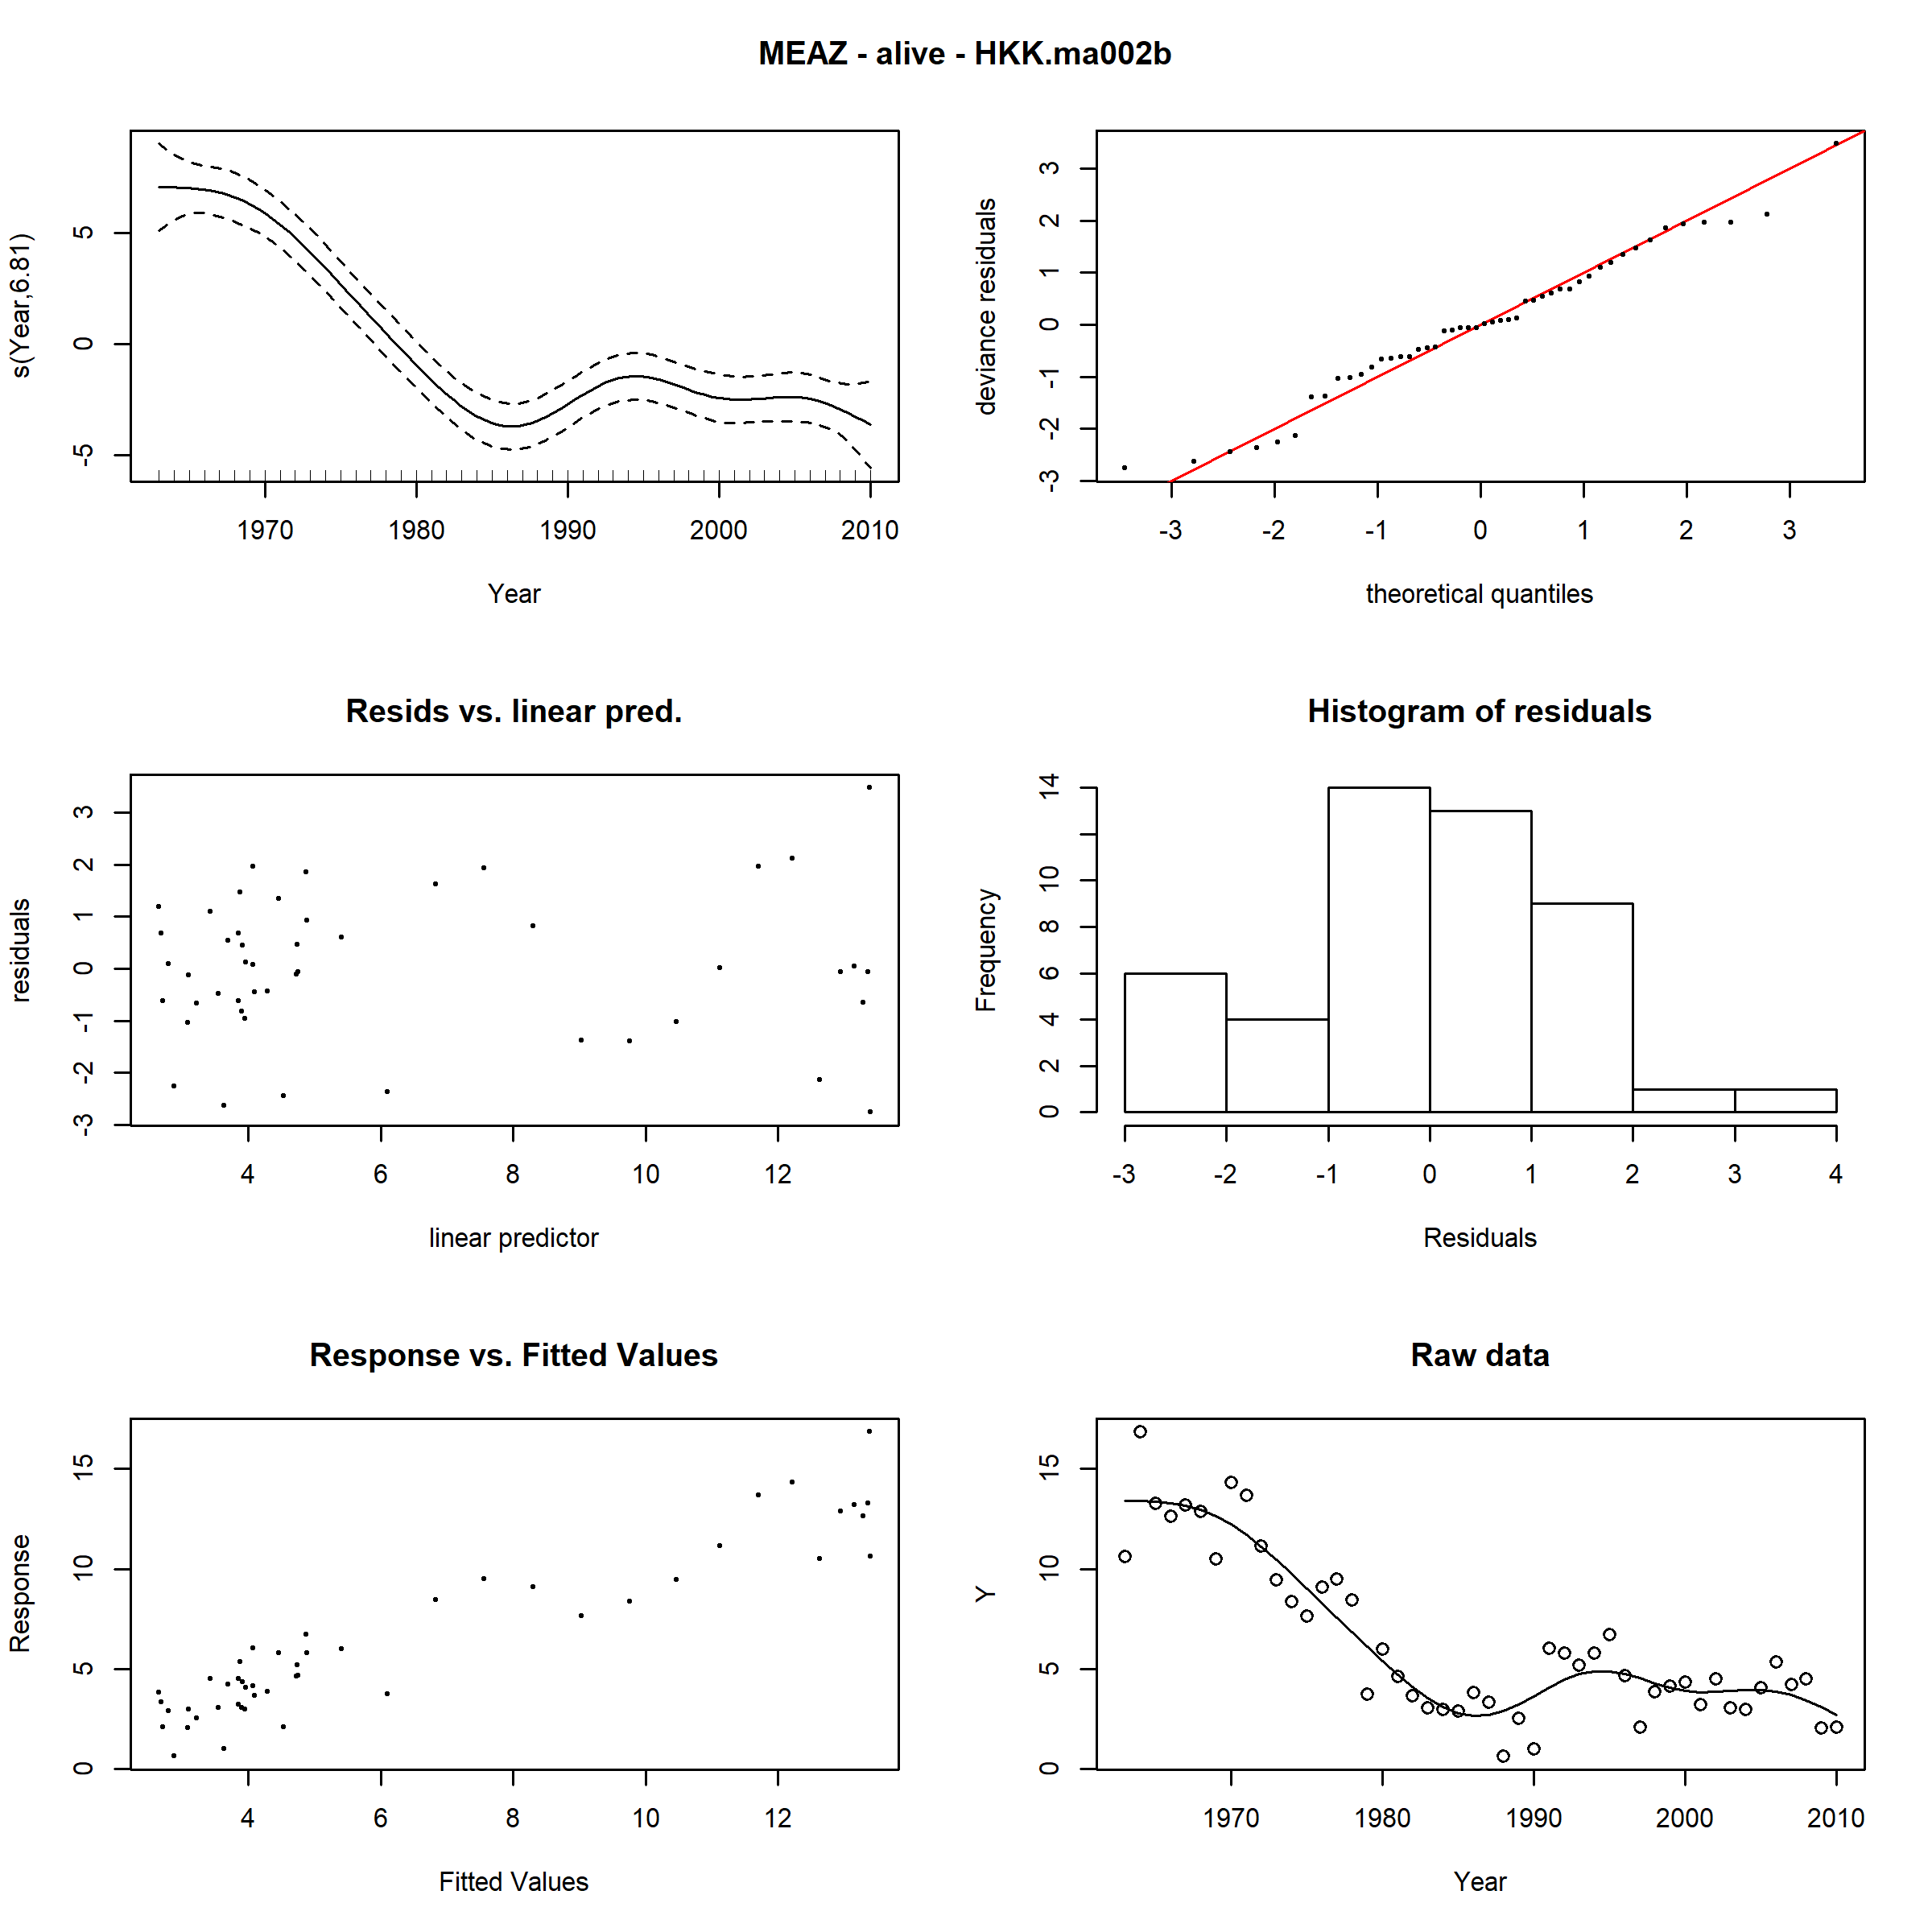 MEAZ - alive - HKK.ma002b
s(Year,6.81)
5
0
-5
1970 1980 1990 2000 2010
Year
deviance residuals
3
2
1
0
-1
-2
-3
-3 -2 -1 0 1 2 3
theoretical quantiles
Resids vs. linear pred.
residuals
3
2
1
0
-1
-2
-3
4 6 8 10 12
linear predictor
Histogram of residuals
Frequency
14
10
8
6
4
2
0
-3 -2 -1 0 1 2 3 4
Residuals
Response vs. Fitted Values
Response
15
10
5
0
4 6 8 10 12
Fitted Values
Raw data
Y
15
10
5
0
1970 1980 1990 2000 2010
Year